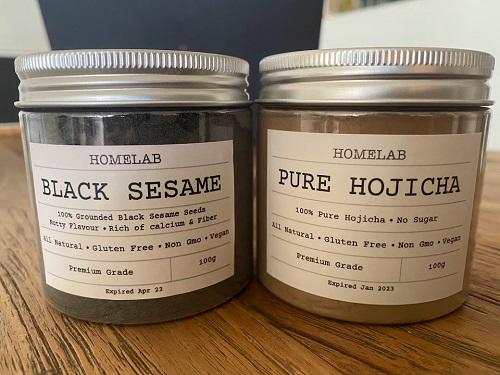 HOMELAB
BLACK SESAME
100% Grounded Black Sesame Seeds
Nutty Flavour • Rich of calcium & Fiber
All Natural • Gluten Free • Non Gmo • Vegan
Premium Grade
100g
Expired Apr 23
HOMELAB
PURE HOJICHA
100% Pure Hojicha • No Sugar
All Natural • Gluten Free • Non Gmo • Vegan
Premium Grade
100g
Expired Jan 2023